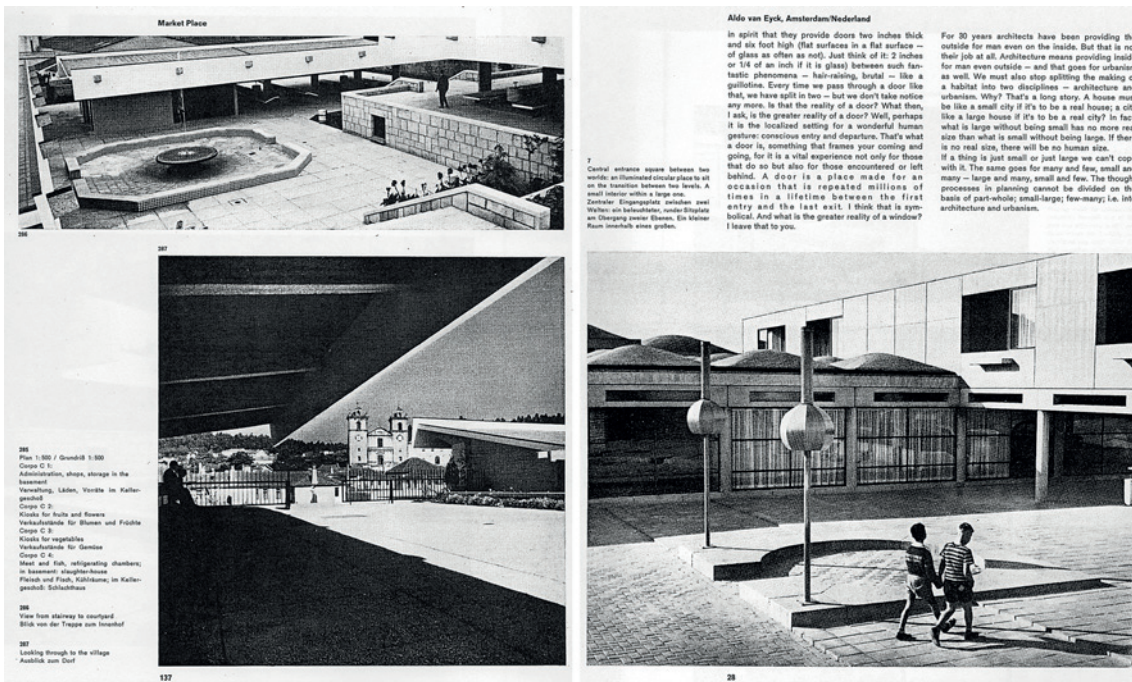 Market Place
386
387
385
Plan 1:500 / Grundriß 1:500
Corpo C 1:
Administration, shops, storage in the
basement
Verwaltung, Läden, Vorräte im Keller-
geschoß
Corpo C 2:
Kiosks for fruits and flowers
Verkaufsstände für Blumen und Früchte
Corpo C 3:
Kiosks for vegetables
Verkaufsstände für Gemüse
Corpo C 4:
Meat and fish, refrigerating chambers;
in basement: slaughter-house
Fleisch und Fisch, Kühlräume; im Keller-
geschoß: Schlachthaus
386
View from stairway to courtyard
Blick von der Treppe zum Innenhof
387
Looking through to the village
Ausblick zum Dorf
137
Aldo van Eyck, Amsterdam/Nederland
in spirit that they provide doors two inches thick
and six foot high (flat surfaces in a flat surface —
of glass as often as not). Just think of it: 2 inches
or 1/4 of an inch if it is glass) between such fan-
tastic phenomena — hair-raising, brutal — like a
guillotine. Every time we pass through a door like
that, we have split in two — but we don't take notice
any more. Is that the reality of a door? What then,
I ask, is the greater reality of a door? Well, perhaps
it is the localized setting for a wonderful human
gesture: conscious entry and departure. That's what
a door is, something that frames your coming and
going, for it is a vital experience not only for those
that do so but also for those encountered or left
behind. A door is a place made for an
occasion that is repeated millions of
times in a lifetime between the first
entry and the last exit. I think that is sym-
bolical. And what is the greater reality of a window?
I leave that to you.
For 30 years architects have been providing th
outside for man even on the inside. But that is no
their job at all. Architecture means providing insid
for man even outside — and that goes for urbanism
as well. We must also stop splitting the making o
a habitat into two disciplines — architecture and
urbanism. Why? That's a long story. A house mus
be like a small city if it's to be a real house; a city
like a large house if it's to be a real city? In fac
what is large without being small has no more rea
size than what is small without being large. If ther
is no real size, there will be no human size.
If a thing is just small or just large we can't cop
with it. The same goes for many and few, small an
many — large and many, small and few. The though
processes in planning cannot be divided on th
basis of part-whole; small-large; few-many; i.e. int
architecture and urbanism.
7
Central entrance square between two
worlds: an illuminated circular place to sit
on the transition between two levels. A
small interior within a large one.
Zentraler Eingangsplatz zwischen zwei
Welten: ein beleuchteter, runder Sitzplatz
am Übergang zweier Ebenen. Ein kleiner
Raum innerhalb eines großen.
28